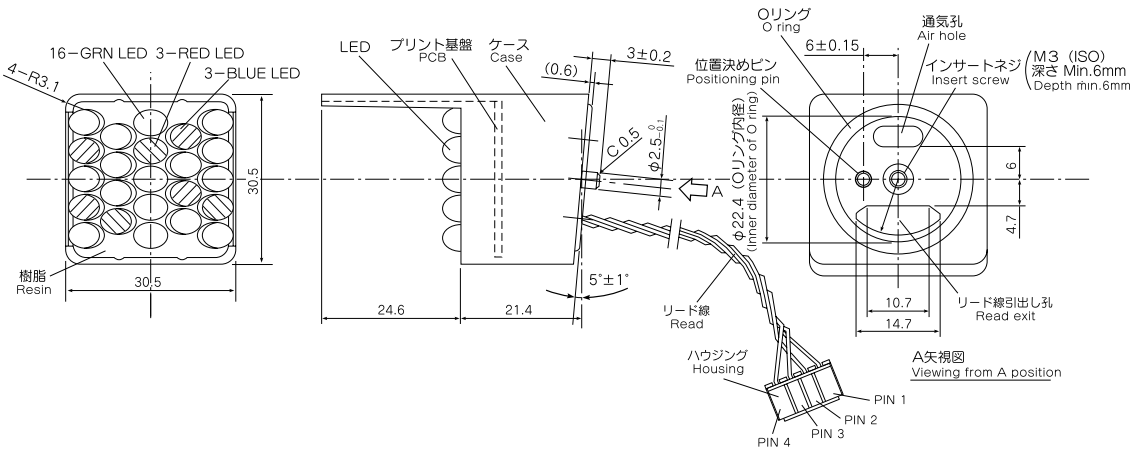 16-GRN LED
3-RED LED
3-BLUE LED
4-R3.1
30.5
30.5
樹脂
Resin
LED
プリント基盤
PCB
ケース
Case
(0.6)
3±0.2
C0.5
φ2.5 0 -0.1
A
5°±1°
24.6
21.4
リード線
Read
ハウジング
Housing
PIN 1
PIN 2
PIN 3
PIN 4
Oリング
O ring
通気孔
Air hole
6±0.15
位置決めピン
Positioning pin
インサートネジ
Insert screw
M3 (ISO)
深さ Min.6mm
Depth min.6mm
φ22.4 (Oリング内径)
(Inner diameter of O ring)
6
4.7
10.7
14.7
リード線引出し孔
Read exit
A矢視図
Viewing from A position